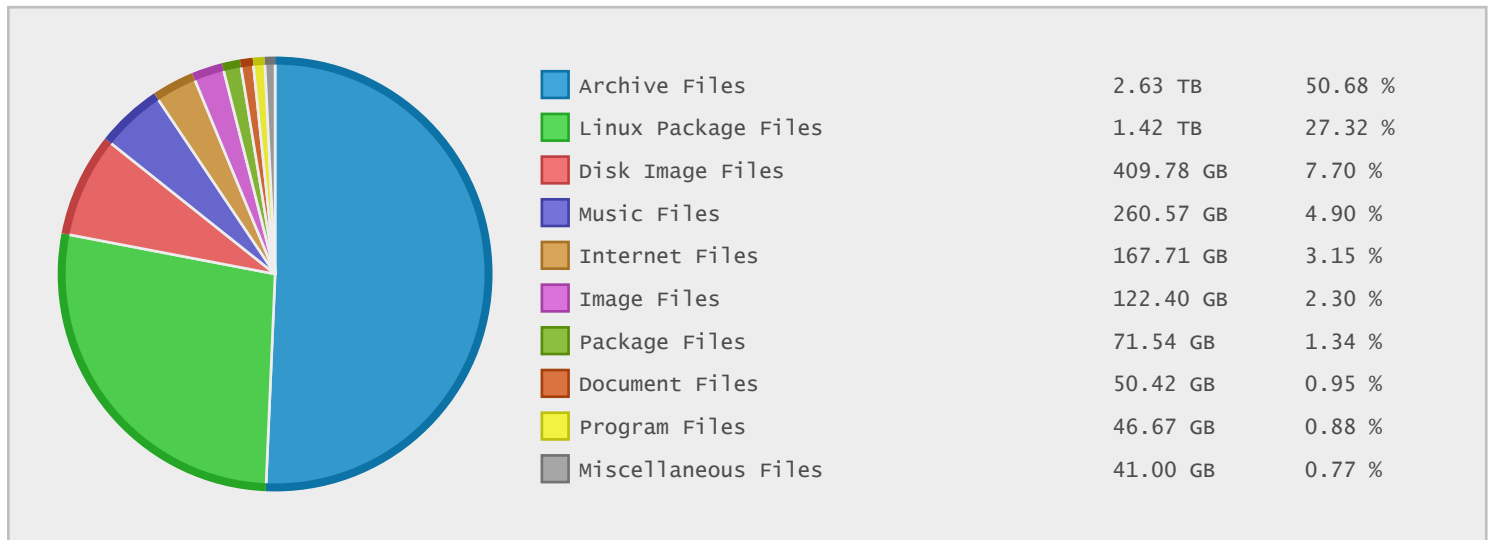 Archive Files 2.63 TB 50.68 %
Linux Package Files 1.42 TB 27.32 %
Disk Image Files 409.78 GB 7.70 %
Music Files 260.57 GB 4.90 %
Internet Files 167.71 GB 3.15 %
Image Files 122.40 GB 2.30 %
Package Files 71.54 GB 1.34 %
Document Files 50.42 GB 0.95 %
Program Files 46.67 GB 0.88 %
Miscellaneous Files 41.00 GB 0.77 %